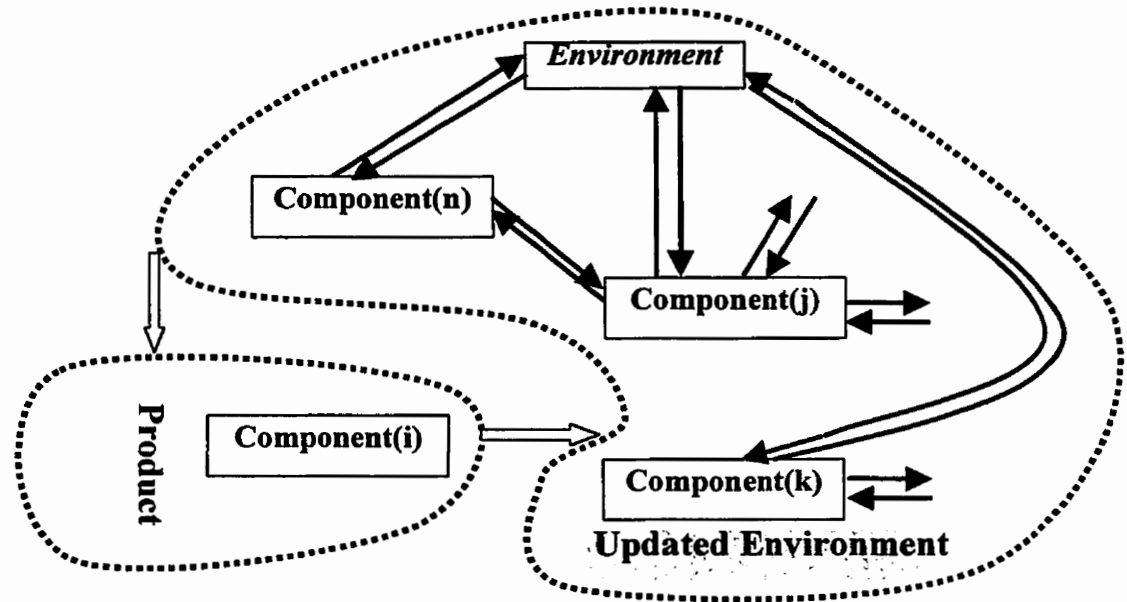 Environment
Component(n)
Component(j)
Product
Component(i)
Component(k)
Updated Environment